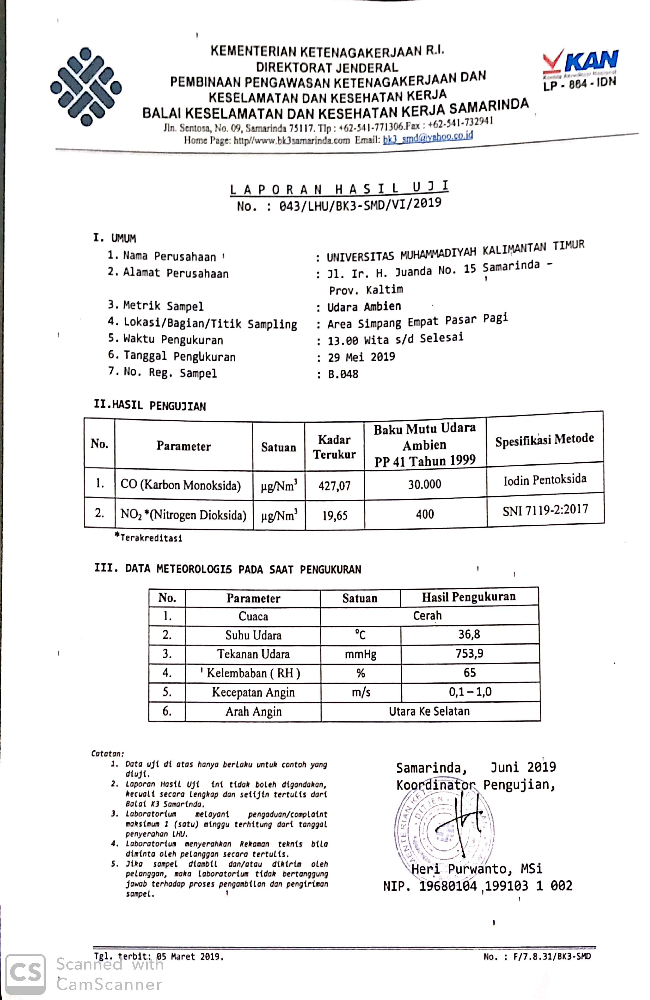 KEMENTERIAN KETENAGAKERJAAN R.I.
DIREKTORAT JENDERAL
PEMBINAAN PENGAWASAN KETENAGAKERJAAN DAN
KESELAMATAN DAN KESEHATAN KERJA
BALAI KESELAMATAN DAN KESEHATAN KERJA SAMARINDA
Jln. Sentosa, No. 09, Samarinda 75117. Tlp : +62-541-771306.Fax : +62-541-732941
Home Page: http//www.bk3samarinda.com Email: bk3_smd@yahoo.co.id
KAN
Komite Akreditasi Nasional
LP - 884 - IDN
LAPORAN HASIL UJI
No. : 043/LHU/BK3-SMD/VI/2019
I. UMUM
1. Nama Perusahaan : UNIVERSITAS MUHAMMADIYAH KALIMANTAN TIMUR
2. Alamat Perusahaan : Jl. Ir. H. Juanda No. 15 Samarinda –
Prov. Kaltim
3. Metrik Sampel : Udara Ambien
4. Lokasi/Bagian/Titik Sampling : Area Simpang Empat Pasar Pagi
5. Waktu Pengukuran : 13.00 Wita s/d Selesai
6. Tanggal Pengukuran : 29 Mei 2019
7. No. Reg. Sampel : B.048
II.HASIL PENGUJIAN
No. Parameter Satuan Kadar Terukur Baku Mutu Udara Ambien PP 41 Tahun 1999 Spesifikasi Metode
1. CO (Karbon Monoksida) µg/Nm³ 427,07 30.000 Iodin Pentoksida
2. NO₂ *(Nitrogen Dioksida) µg/Nm³ 19,65 400 SNI 7119-2:2017
*Terakreditasi
III. DATA METEOROLOGIS PADA SAAT PENGUKURAN
No. Parameter Satuan Hasil Pengukuran
1. Cuaca Cerah
2. Suhu Udara ⁰C 36,8
3. Tekanan Udara mmHg 753,9
4. Kelembaban ( RH ) % 65
5. Kecepatan Angin m/s 0,1 – 1,0
6. Arah Angin Utara Ke Selatan
Catatan:
1. Data uji di atas hanya berlaku untuk contoh yang
diuji.
2. Laporan Hasil Uji ini tidak boleh digandakan,
kecuali secara lengkap dan seiijin tertulis dari
Balai K3 Samarinda.
3. Laboratorium melayani pengaduan/complaint
maksimum 1 (satu) minggu terhitung dari tanggal
penyerahan LHU.
4. Laboratorium menyerahkan Rekaman teknis bila
diminta oleh pelanggan secara tertulis.
5. Jika sampel diambil dan/atau dikirim oleh
pelanggan, maka laboratorium tidak bertanggung
jawab terhadap proses pengambilan dan pengiriman
sampel.
Samarinda, Juni 2019
Koordinator Pengujian,
DITJEN
Heri Purwanto, MSi
NIP. 19680104 199103 1 002
Tgl. terbit: 05 Maret 2019.
No. : F/7.8.31/BK3-SMD
CS
Scanned with
CamScanner